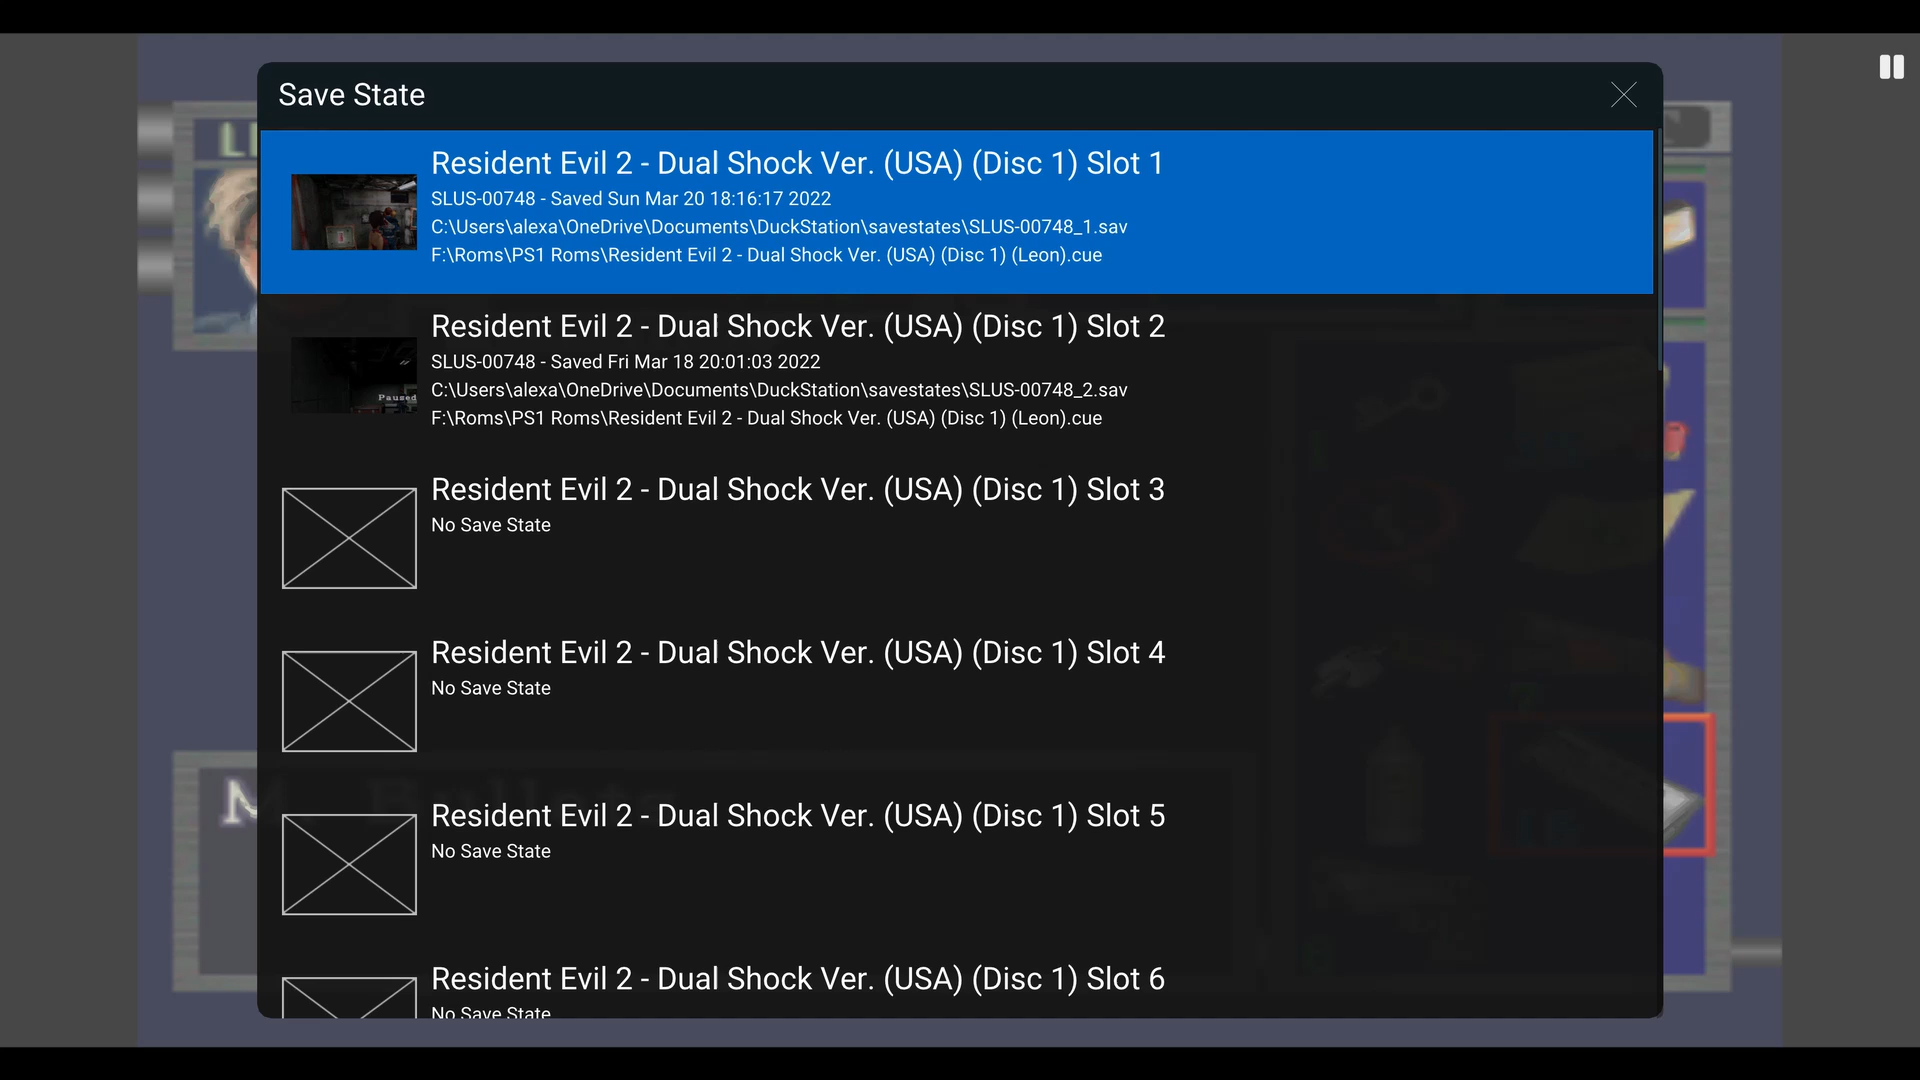 Save State
Resident Evil 2 - Dual Shock Ver. (USA) (Disc 1) Slot 1
SLUS-00748 - Saved Sun Mar 20 18:16:17 2022
C:\Users\alexa\OneDrive\Documents\DuckStation\savestates\SLUS-00748_1.sav
F:\Roms\PS1 Roms\Resident Evil 2 - Dual Shock Ver. (USA) (Disc 1) (Leon).cue
Resident Evil 2 - Dual Shock Ver. (USA) (Disc 1) Slot 2
SLUS-00748 - Saved Fri Mar 18 20:01:03 2022
Paused
C:\Users\alexa\OneDrive\Documents\DuckStation\savestates\SLUS-00748_2.sav
F:\Roms\PS1 Roms\Resident Evil 2 - Dual Shock Ver. (USA) (Disc 1) (Leon).cue
Resident Evil 2 - Dual Shock Ver. (USA) (Disc 1) Slot 3
No Save State
Resident Evil 2 - Dual Shock Ver. (USA) (Disc 1) Slot 4
No Save State
Resident Evil 2 - Dual Shock Ver. (USA) (Disc 1) Slot 5
No Save State
Resident Evil 2 - Dual Shock Ver. (USA) (Disc 1) Slot 6
No Save State